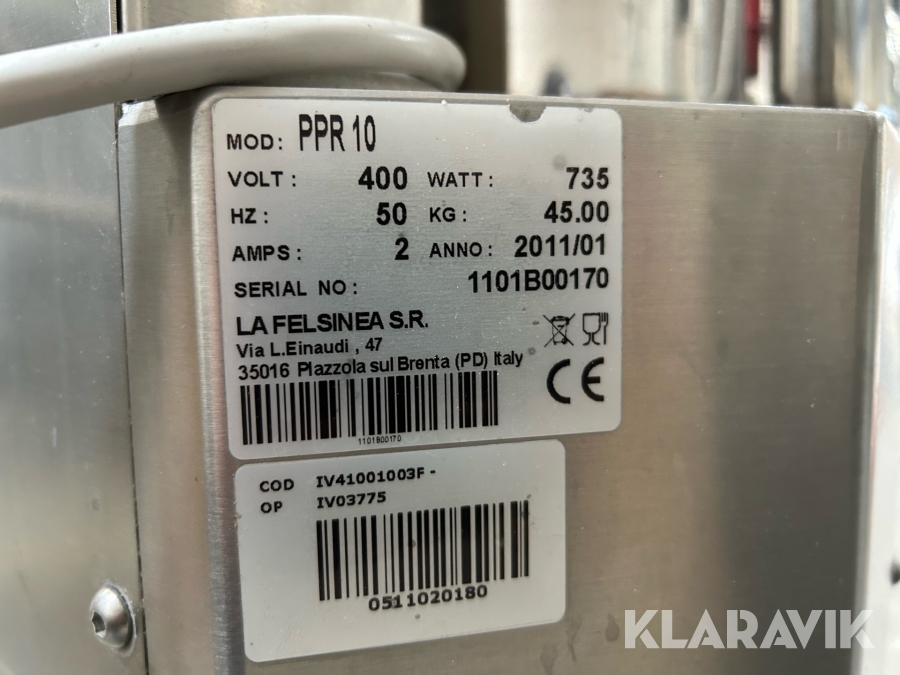 MOD: PPR 10
VOLT: 400 WATT: 735
HZ: 50 KG: 45.00
AMPS: 2 ANNO: 2011/01
SERIAL NO: 1101B00170
LA FELSINEA S.R.
Via L.Einaudi , 47
35016 Piazzola sul Brenta (PD) Italy
CE
1101B00170
COD IV41001003F -
OP IV03775
0511020180
KLARAVIK